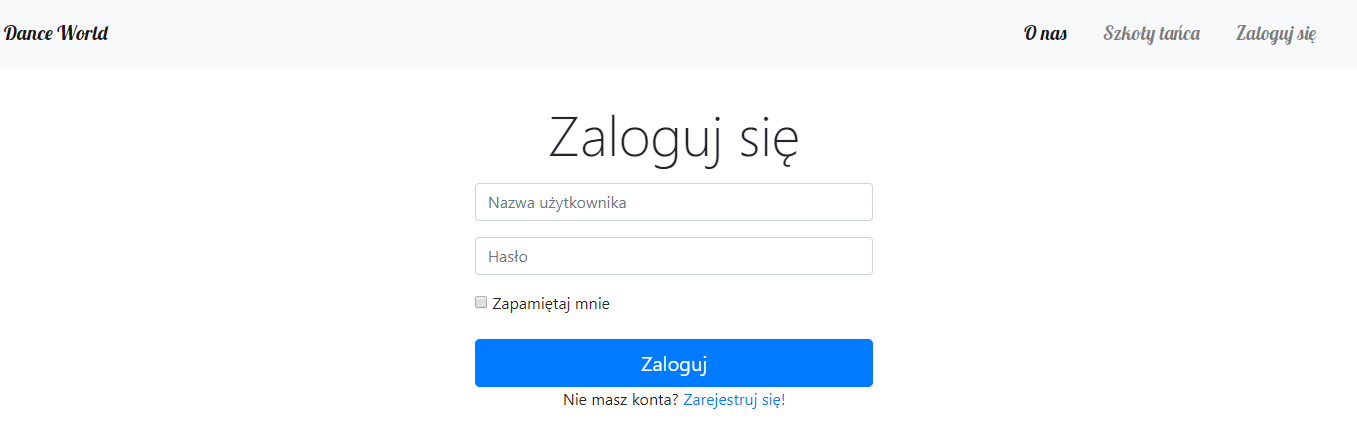 Dance World O nas Szkoły tańca Zaloguj się
Zaloguj się
Nazwa użytkownika
Hasło
Zapamiętaj mnie
Zaloguj
Nie masz konta? Zarejestruj się!